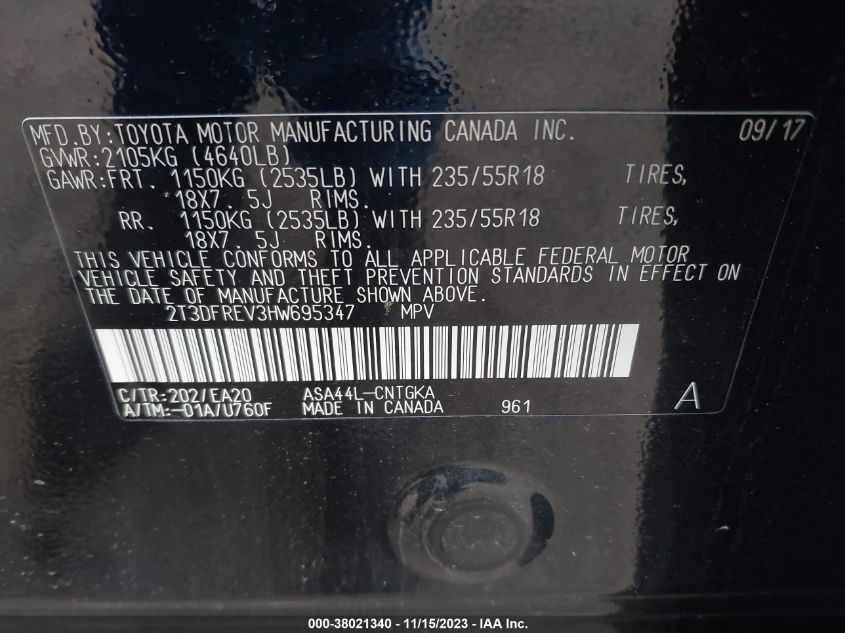 MFD.BY:TOYOTA MOTOR MANUFACTURING CANADA INC. 09/17
GVWR:2105KG (4640LB)
GAWR:FRT. 1150KG (2535LB) WITH 235/55R18 TIRES,
18X7. 5J RIMS.
RR. 1150KG (2535LB) WITH 235/55R18 TIRES,
18X7. 5J RIMS.
THIS VEHICLE CONFORMS TO ALL APPLICABLE FEDERAL MOTOR
VEHICLE SAFETY AND THEFT PREVENTION STANDARDS IN EFFECT ON
THE DATE OF MANUFACTURE SHOWN ABOVE.
2T3DFREV3HW695347 MPV
C/TR:202/EA20 ASA44L-CNTGKA
A/TM:-01A/U760F MADE IN CANADA 961 A
000-38021340 - 11/15/2023 - IAA Inc.